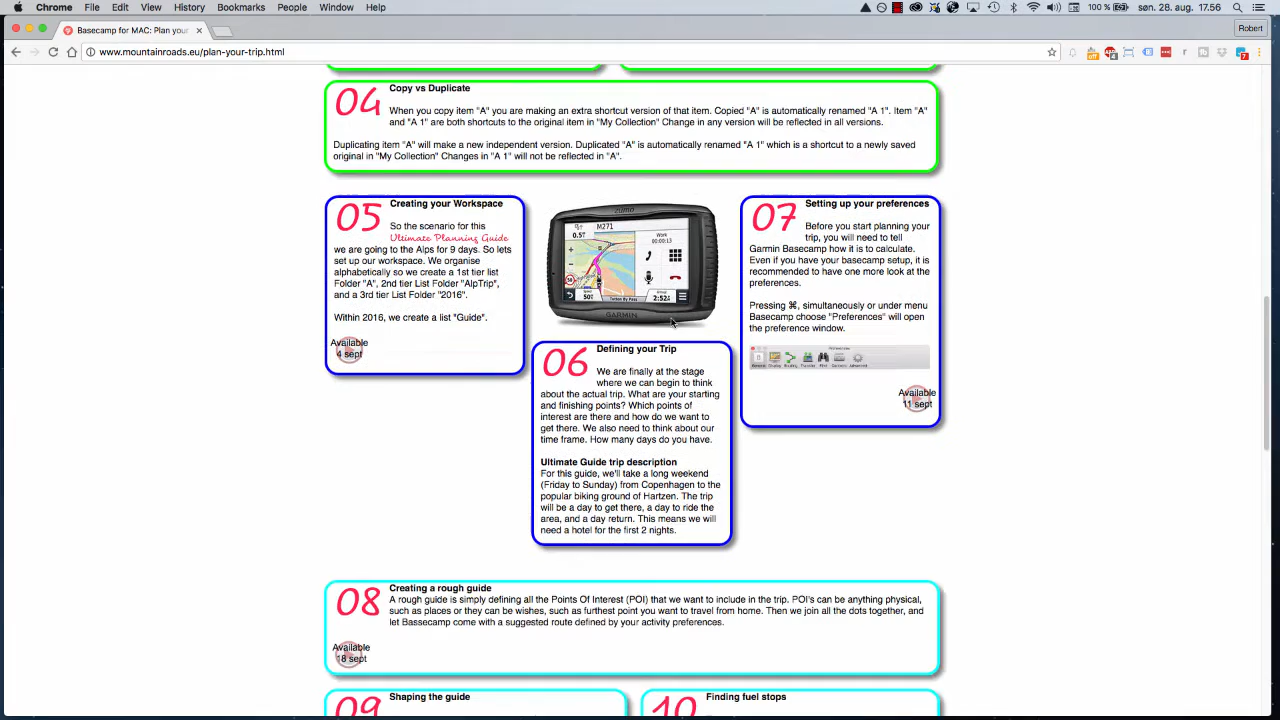 Chrome File Edit View History Bookmarks People Window Help
100 % søn. 28. aug. 17.56
Basecamp for MAC: Plan your
Robert
www.mountainroads.eu/plan-your-trip.html
04
Copy vs Duplicate
When you copy item "A" you are making an extra shortcut version of that item. Copied "A" is automatically renamed "A 1". Item "A"
and "A 1" are both shortcuts to the original item in "My Collection" Change in any version will be reflected in all versions.
Duplicating item "A" will make a new independent version. Duplicated "A" is automatically renamed "A 1" which is a shortcut to a newly saved
original in "My Collection" Changes in "A 1" will not be reflected in "A".
05
Creating your Workspace
So the scenario for this
Ultimate Planning Guide
we are going to the Alps for 9 days. So lets
set up our workspace. We organise
alphabetically so we create a 1st tier list
Folder "A", 2nd tier List Folder "AlpTrip",
and a 3rd tier List Folder "2016".
Within 2016, we create a list "Guide".
Available
4 sept
zumo
M271
0.5
Work
00:00:13
50
2:52
GARMIN
06
Defining your Trip
We are finally at the stage
where we can begin to think
about the actual trip. What are your starting
and finishing points? Which points of
interest are there and how do we want to
get there. We also need to think about our
time frame. How many days do you have.
Ultimate Guide trip description
For this guide, we'll take a long weekend
(Friday to Sunday) from Copenhagen to the
popular biking ground of Hartzen. The trip
will be a day to get there, a day to ride the
area, and a day return. This means we will
need a hotel for the first 2 nights.
07
Setting up your preferences
Before you start planning your
trip, you will need to tell
Garmin Basecamp how it is to calculate.
Even if you have your basecamp setup, it is
recommended to have one more look at the
preferences.
Pressing ⌘, simultaneously or under menu
Basecamp choose "Preferences" will open
the preference window.
Available
11 sept
08
Creating a rough guide
A rough guide is simply defining all the Points Of Interest (POI) that we want to include in the trip. POI's can be anything physical,
such as places or they can be wishes, such as furthest point you want to travel from home. Then we join all the dots together, and
let Bassecamp come with a suggested route defined by your activity preferences.
Available
18 sept
09
Shaping the guide
10
Finding fuel stops